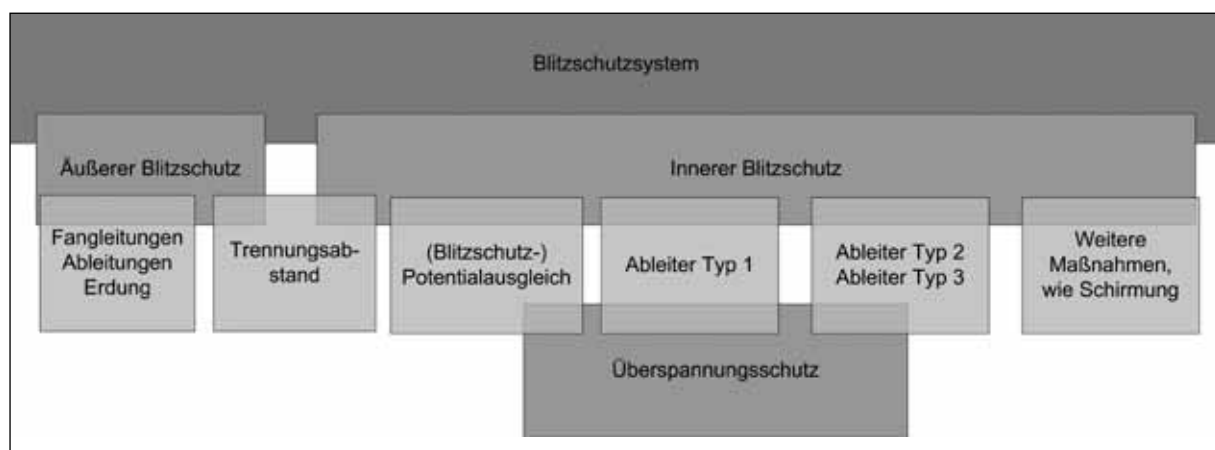 Blitzschutzsystem
Äußerer Blitzschutz
Innerer Blitzschutz
Fangleitungen
Ableitungen
Erdung
Trennungsab-
stand
(Blitzschutz-)
Potentialausgleich
Ableiter Typ 1
Ableiter Typ 2
Ableiter Typ 3
Weitere
Maßnahmen,
wie Schirmung
Überspannungsschutz